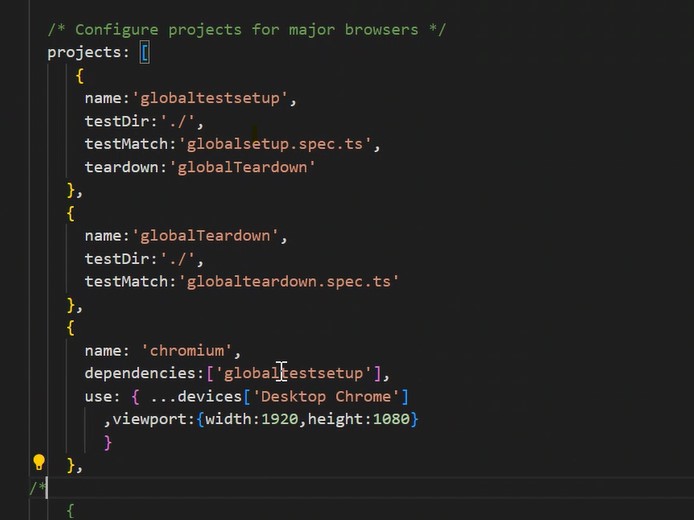 /* Configure projects for major browsers */
projects: [
{
name:'globaltestsetup',
testDir:'./',
testMatch:'globalsetup.spec.ts',
teardown:'globalTeardown'
},
{
name:'globalTeardown',
testDir:'./',
testMatch:'globalteardown.spec.ts'
},
{
name: 'chromium',
dependencies:['globaltestsetup'],
use: { ...devices['Desktop Chrome']
,viewport:{width:1920,height:1080}
}
},
/*
{